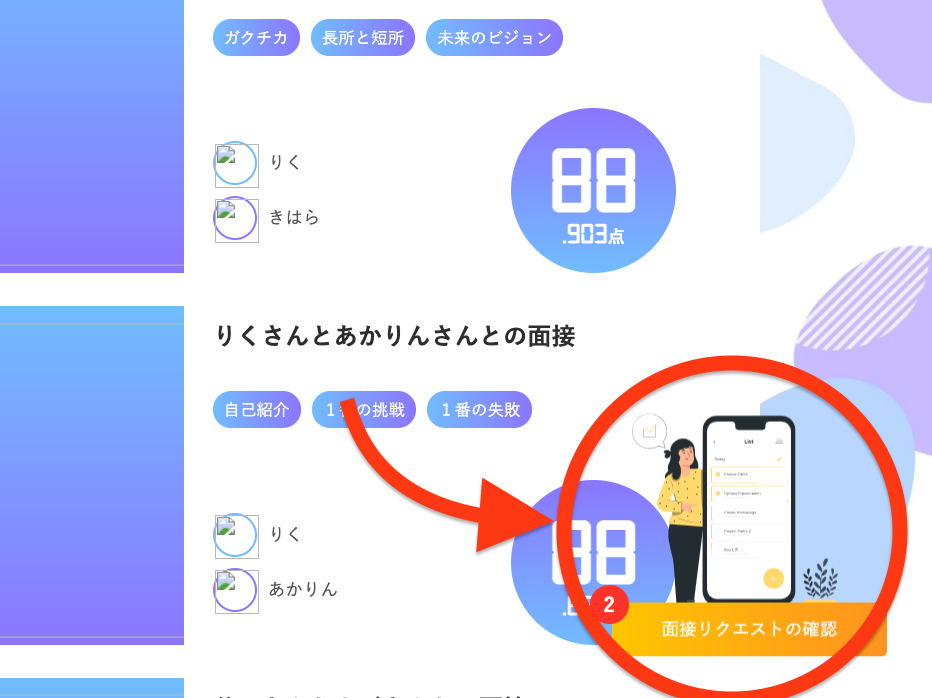 ガクチカ 長所と短所 未来のビジョン
りく
きはら
88
.903点
りくさんとあかりんさんとの面接
自己紹介 1番の挑戦 1番の失敗
List
Today
りく
88
あかりん
2
面接リクエストの確認